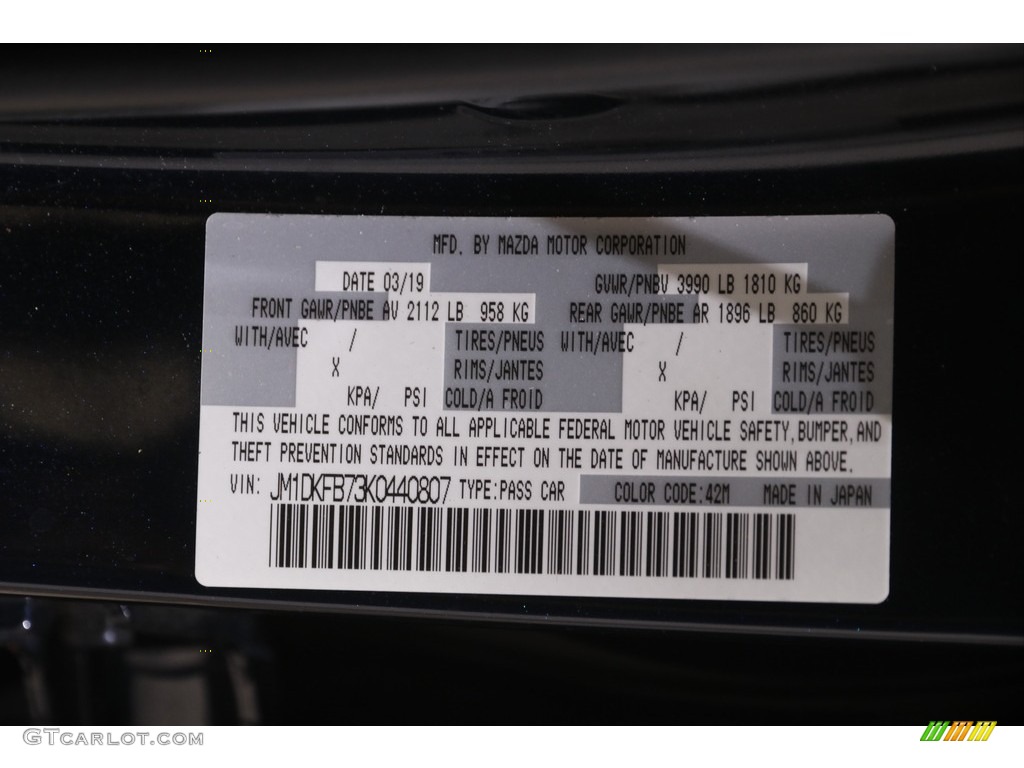 MFD. BY MAZDA MOTOR CORPORATION
DATE 03/19 GVWR/PNBV 3990 LB 1810 KG
FRONT GAWR/PNBE AV 2112 LB 958 KG REAR GAWR/PNBE AR 1896 LB 860 KG
WITH/AVEC / TIRES/PNEUS WITH/AVEC / TIRES/PNEUS
X RIMS/JANTES X RIMS/JANTES
KPA/ PSI COLD/A FROID KPA/ PSI COLD/A FROID
THIS VEHICLE CONFORMS TO ALL APPLICABLE FEDERAL MOTOR VEHICLE SAFETY, BUMPER, AND
THEFT PREVENTION STANDARDS IN EFFECT ON THE DATE OF MANUFACTURE SHOWN ABOVE.
VIN: JM1DKFB73K0440807 TYPE:PASS CAR COLOR CODE:42M MADE IN JAPAN
GTCARLOT.COM